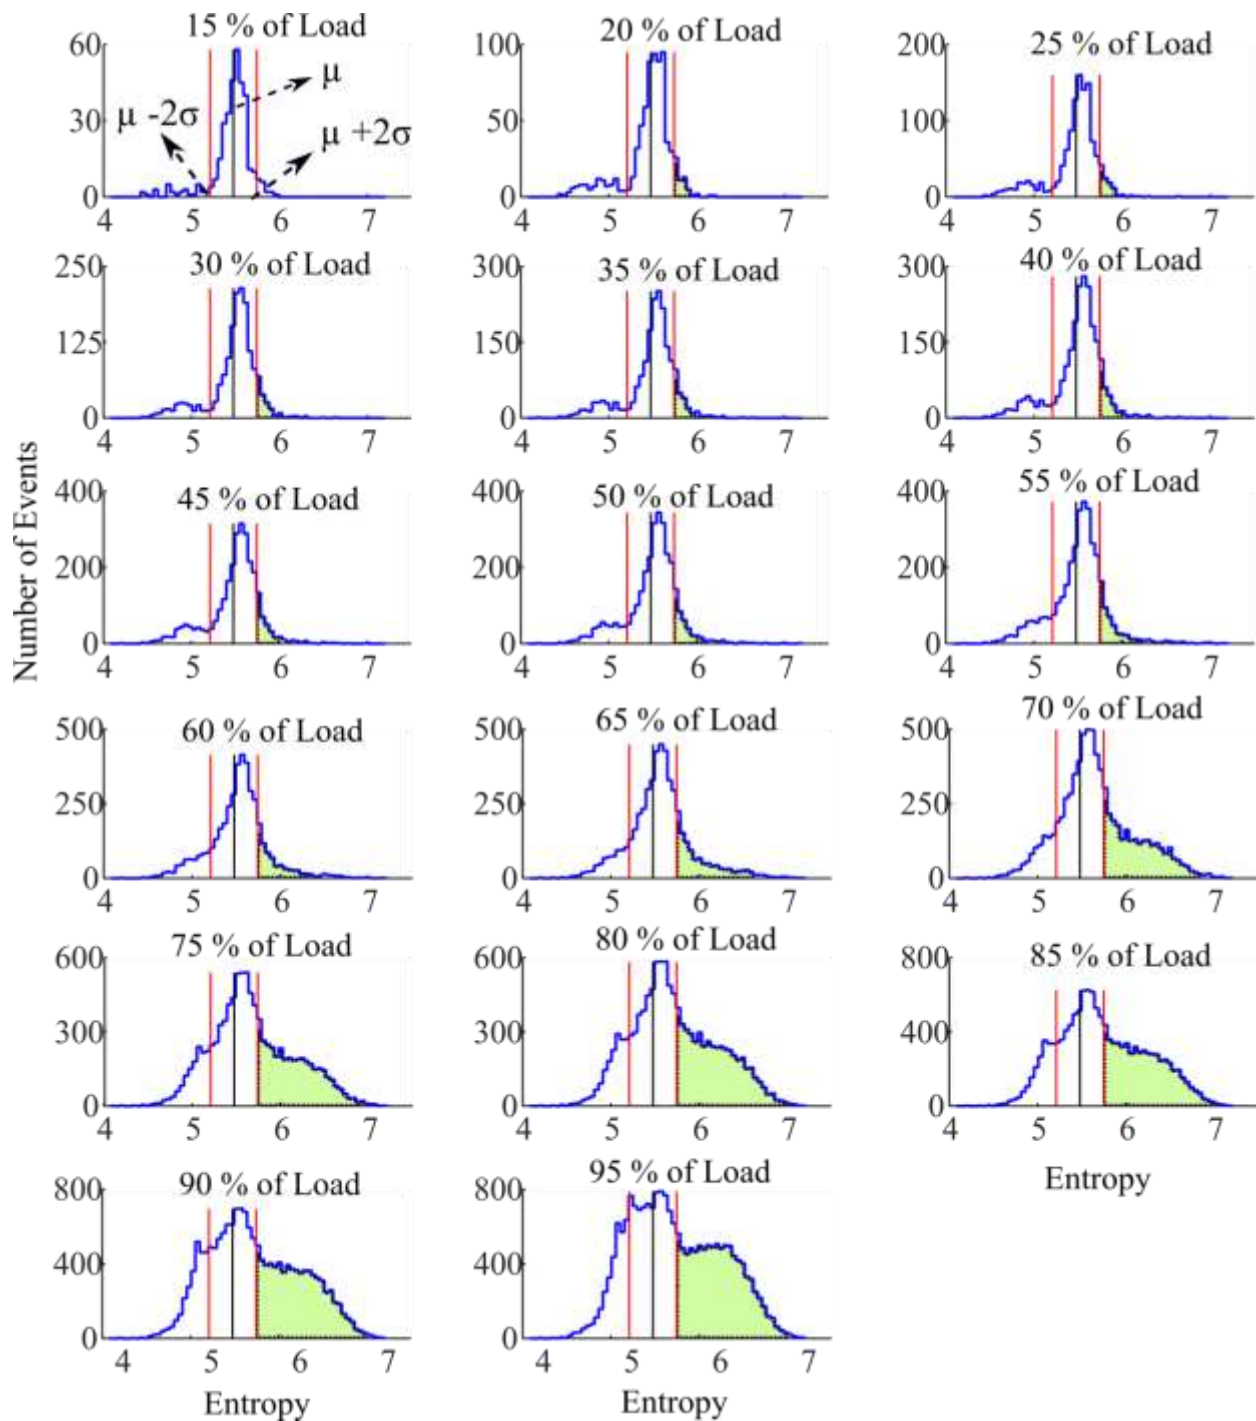 15 % of Load
20 % of Load
25 % of Load
60
30
0
μ
μ -2σ
μ +2σ
4 5 6 7
100
50
0
4 5 6 7
200
100
0
4 5 6 7
30 % of Load
35 % of Load
40 % of Load
250
125
0
4 5 6 7
300
150
0
4 5 6 7
300
150
0
4 5 6 7
Number of Events
45 % of Load
50 % of Load
55 % of Load
400
200
0
4 5 6 7
400
200
0
4 5 6 7
400
200
0
4 5 6 7
60 % of Load
65 % of Load
70 % of Load
500
250
0
4 5 6 7
500
250
0
4 5 6 7
500
250
0
4 5 6 7
75 % of Load
80 % of Load
85 % of Load
600
300
0
4 5 6 7
600
300
0
4 5 6 7
800
400
0
4 5 6 7
Entropy
90 % of Load
95 % of Load
800
400
0
4 5 6 7
Entropy
800
400
0
4 5 6 7
Entropy